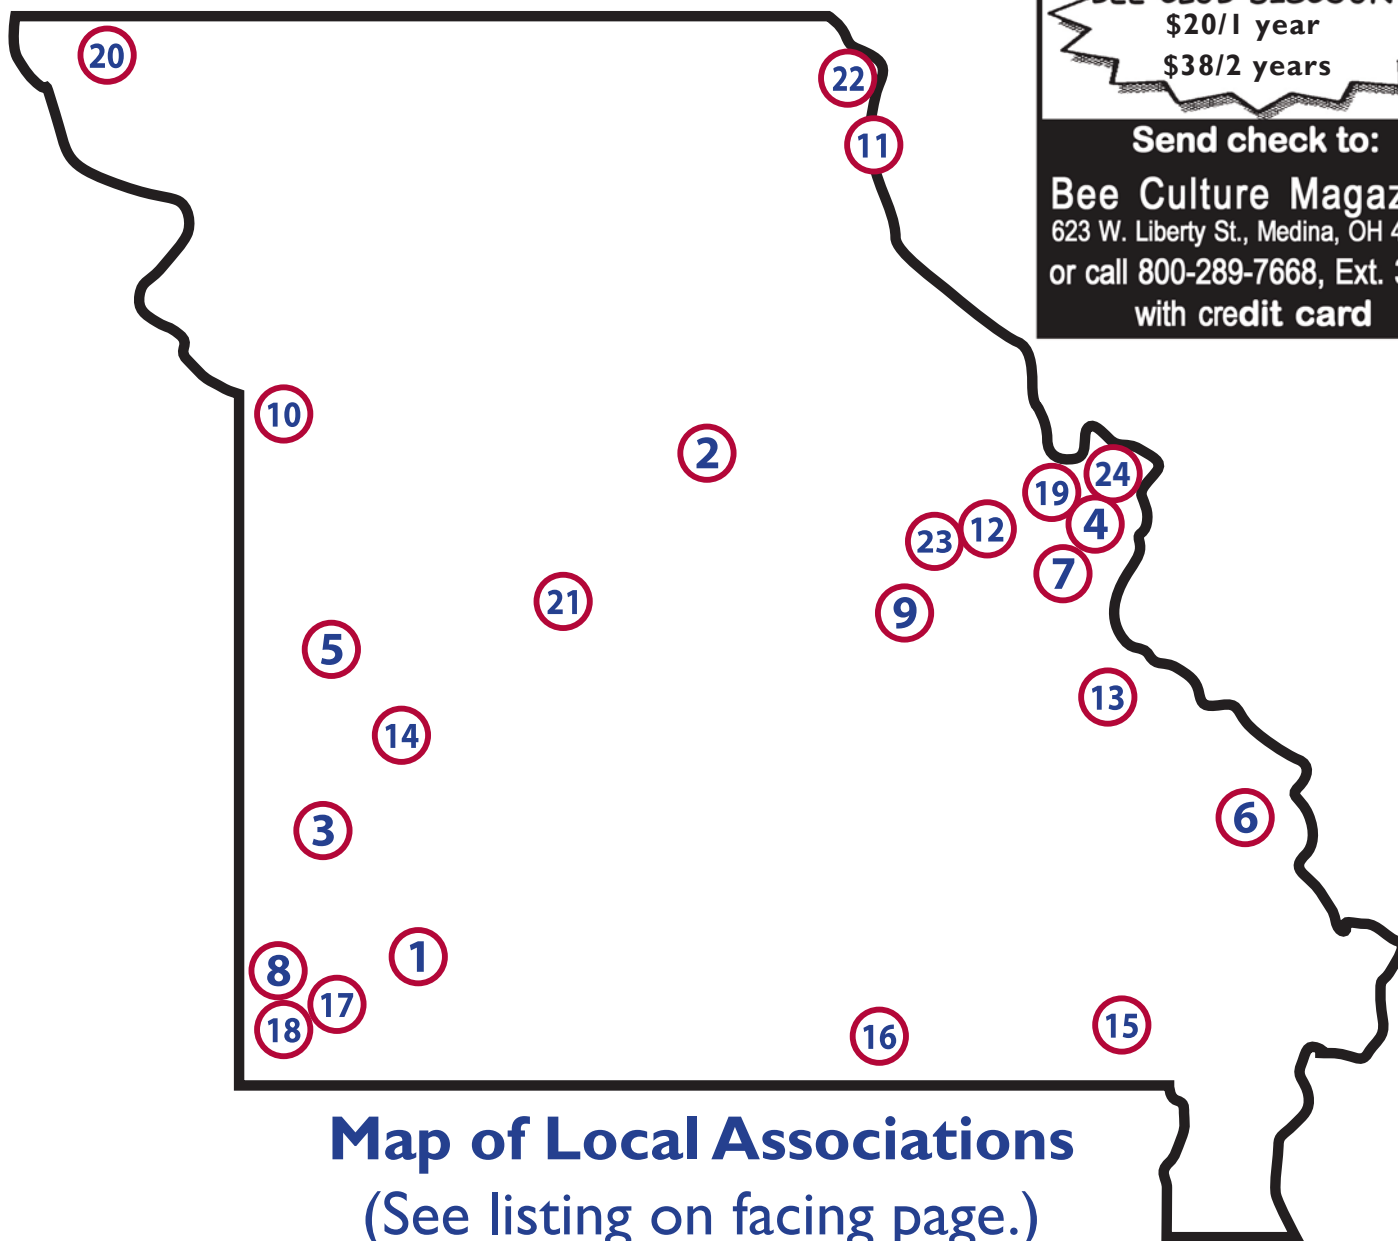 $20/1 year
$38/2 years
Send check to:
Bee Culture
623 W. Liberty St., Medina, OH
or call 800-289-7668, Ext.
with credit card
20
22
11
10
2
24
19
4
12
23
7
21
9
5
13
14
6
3
1
8
17
15
18
16
Map of Local Associations
(See listing on facing page.)